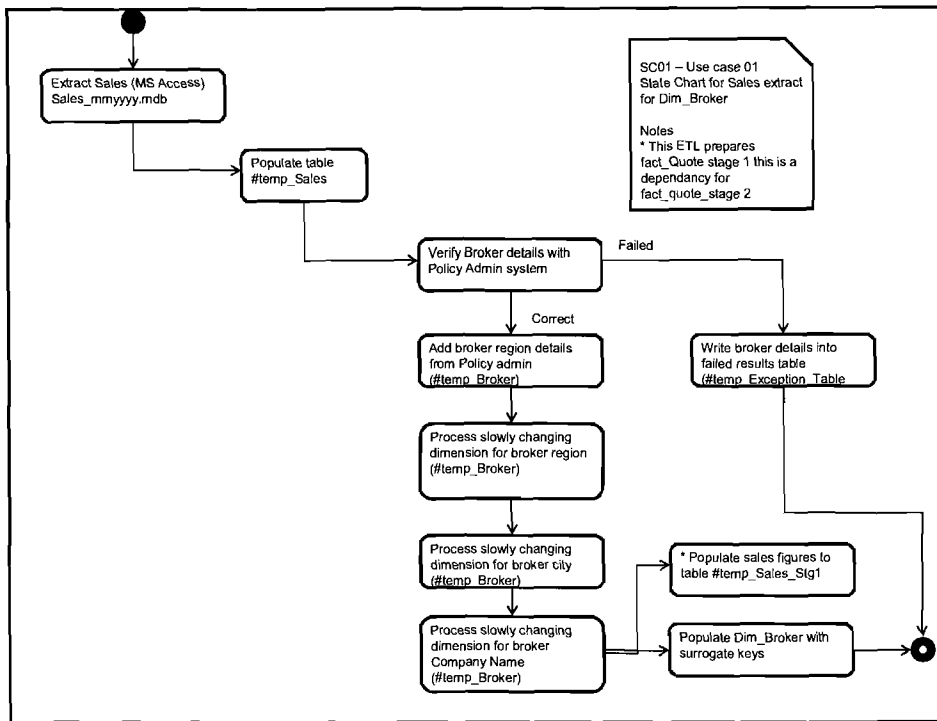 Extract Sales (MS Access)
Sales_mmyyyy.mdb
SC01 – Use case 01
State Chart for Sales extract
for Dim_Broker
Notes
* This ETL prepares
fact_Quote stage 1 this is a
dependancy for
fact_quote_stage 2
Populate table
#temp_Sales
Verify Broker details with
Policy Admin system
Failed
Correct
Add broker region details
from Policy admin
(#temp_Broker)
Write broker details into
failed results table
(#temp_Exception_Table
Process slowly changing
dimension for broker region
(#temp_Broker)
Process slowly changing
dimension for broker city
(#temp_Broker)
* Populate sales figures to
table #temp_Sales_Stg1
Process slowly changing
dimension for broker
Company Name
(#temp_Broker)
Populate Dim_Broker with
surrogate keys